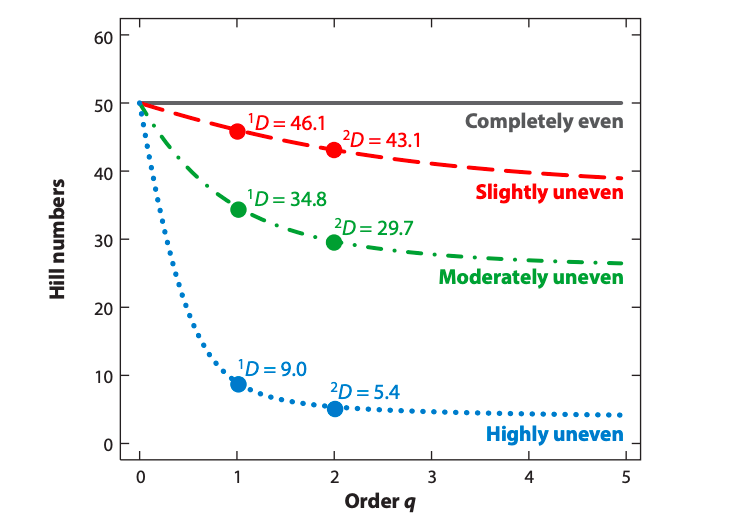 60
50
Completely even
¹D = 46.1
²D = 43.1
40
Slightly uneven
¹D = 34.8
²D = 29.7
30
Moderately uneven
20
¹D = 9.0
10
²D = 5.4
Highly uneven
0
Hill numbers
0 1 2 3 4 5
Order q